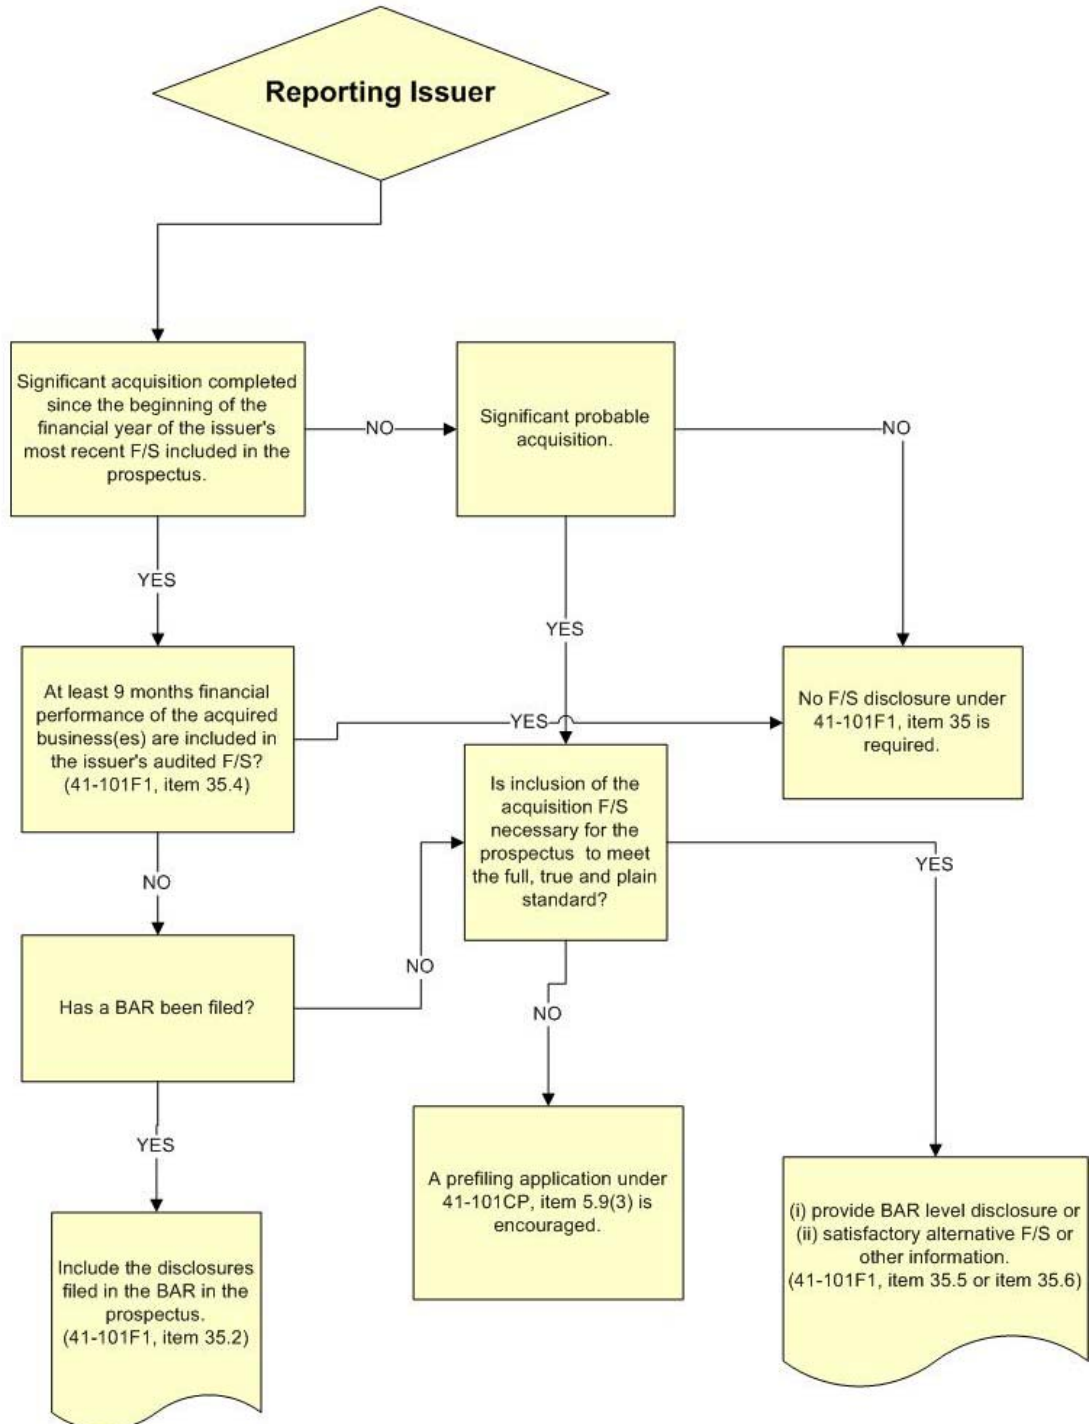 Reporting Issuer
Significant acquisition completed
since the beginning of the
financial year of the issuer's
most recent F/S included in the
prospectus.
NO
Significant probable
acquisition.
NO
YES
YES
At least 9 months financial
performance of the acquired
business(es) are included in
the issuer's audited F/S?
(41-101F1, item 35.4)
YES
No F/S disclosure under
41-101F1, item 35 is
required.
Is inclusion of the
acquisition F/S
necessary for the
prospectus to meet
the full, true and plain
standard?
YES
NO
Has a BAR been filed?
NO
NO
YES
A prefiling application under
41-101CP, item 5.9(3) is
encouraged.
(i) provide BAR level disclosure or
(ii) satisfactory alternative F/S or
other information.
(41-101F1, item 35.5 or item 35.6)
Include the disclosures
filed in the BAR in the
prospectus.
(41-101F1, item 35.2)